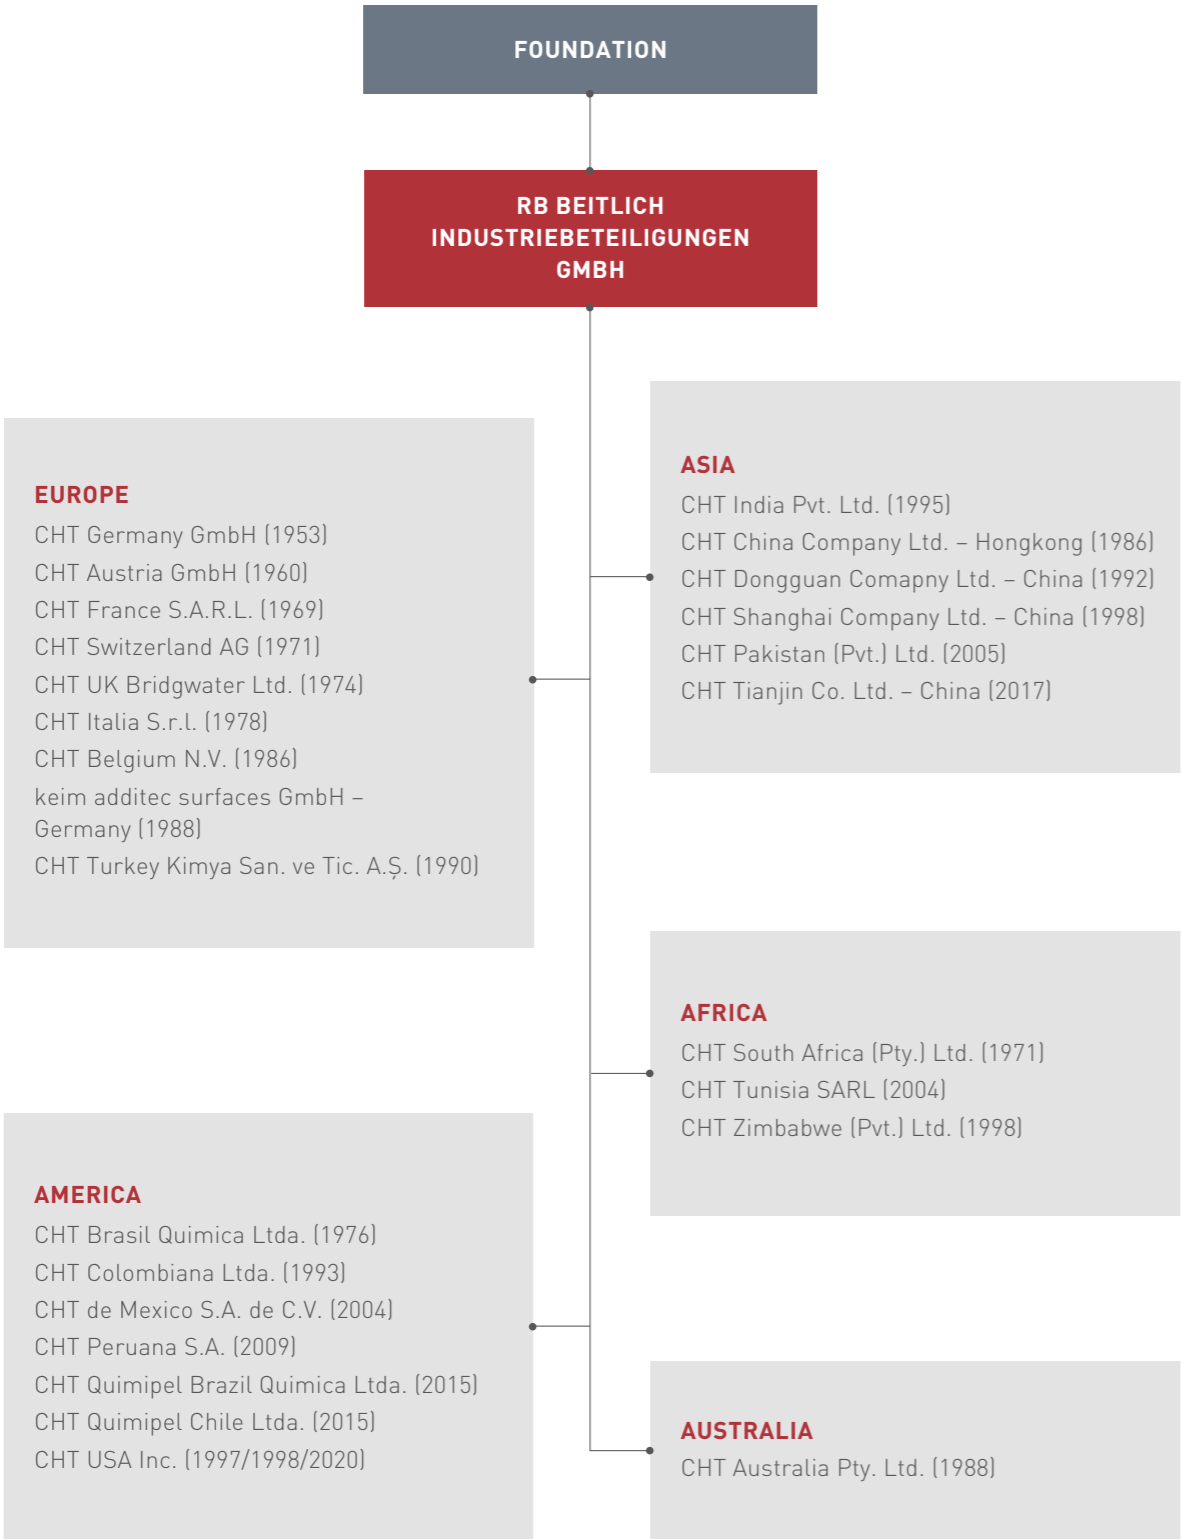 FOUNDATION
RB BEITLICH
INDUSTRIEBETEILIGUNGEN
GMBH
EUROPE
CHT Germany GmbH (1953)
CHT Austria GmbH (1960)
CHT France S.A.R.L. (1969)
CHT Switzerland AG (1971)
CHT UK Bridgwater Ltd. (1974)
CHT Italia S.r.l. (1978)
CHT Belgium N.V. (1986)
keim additec surfaces GmbH –
Germany (1988)
CHT Turkey Kimya San. ve Tic. A.Ş. (1990)
ASIA
CHT India Pvt. Ltd. (1995)
CHT China Company Ltd. – Hongkong (1986)
CHT Dongguan Comapny Ltd. – China (1992)
CHT Shanghai Company Ltd. – China (1998)
CHT Pakistan (Pvt.) Ltd. (2005)
CHT Tianjin Co. Ltd. – China (2017)
AFRICA
CHT South Africa (Pty.) Ltd. (1971)
CHT Tunisia SARL (2004)
CHT Zimbabwe (Pvt.) Ltd. (1998)
AMERICA
CHT Brasil Quimica Ltda. (1976)
CHT Colombiana Ltda. (1993)
CHT de Mexico S.A. de C.V. (2004)
CHT Peruana S.A. (2009)
CHT Quimipel Brazil Quimica Ltda. (2015)
CHT Quimipel Chile Ltda. (2015)
CHT USA Inc. (1997/1998/2020)
AUSTRALIA
CHT Australia Pty. Ltd. (1988)